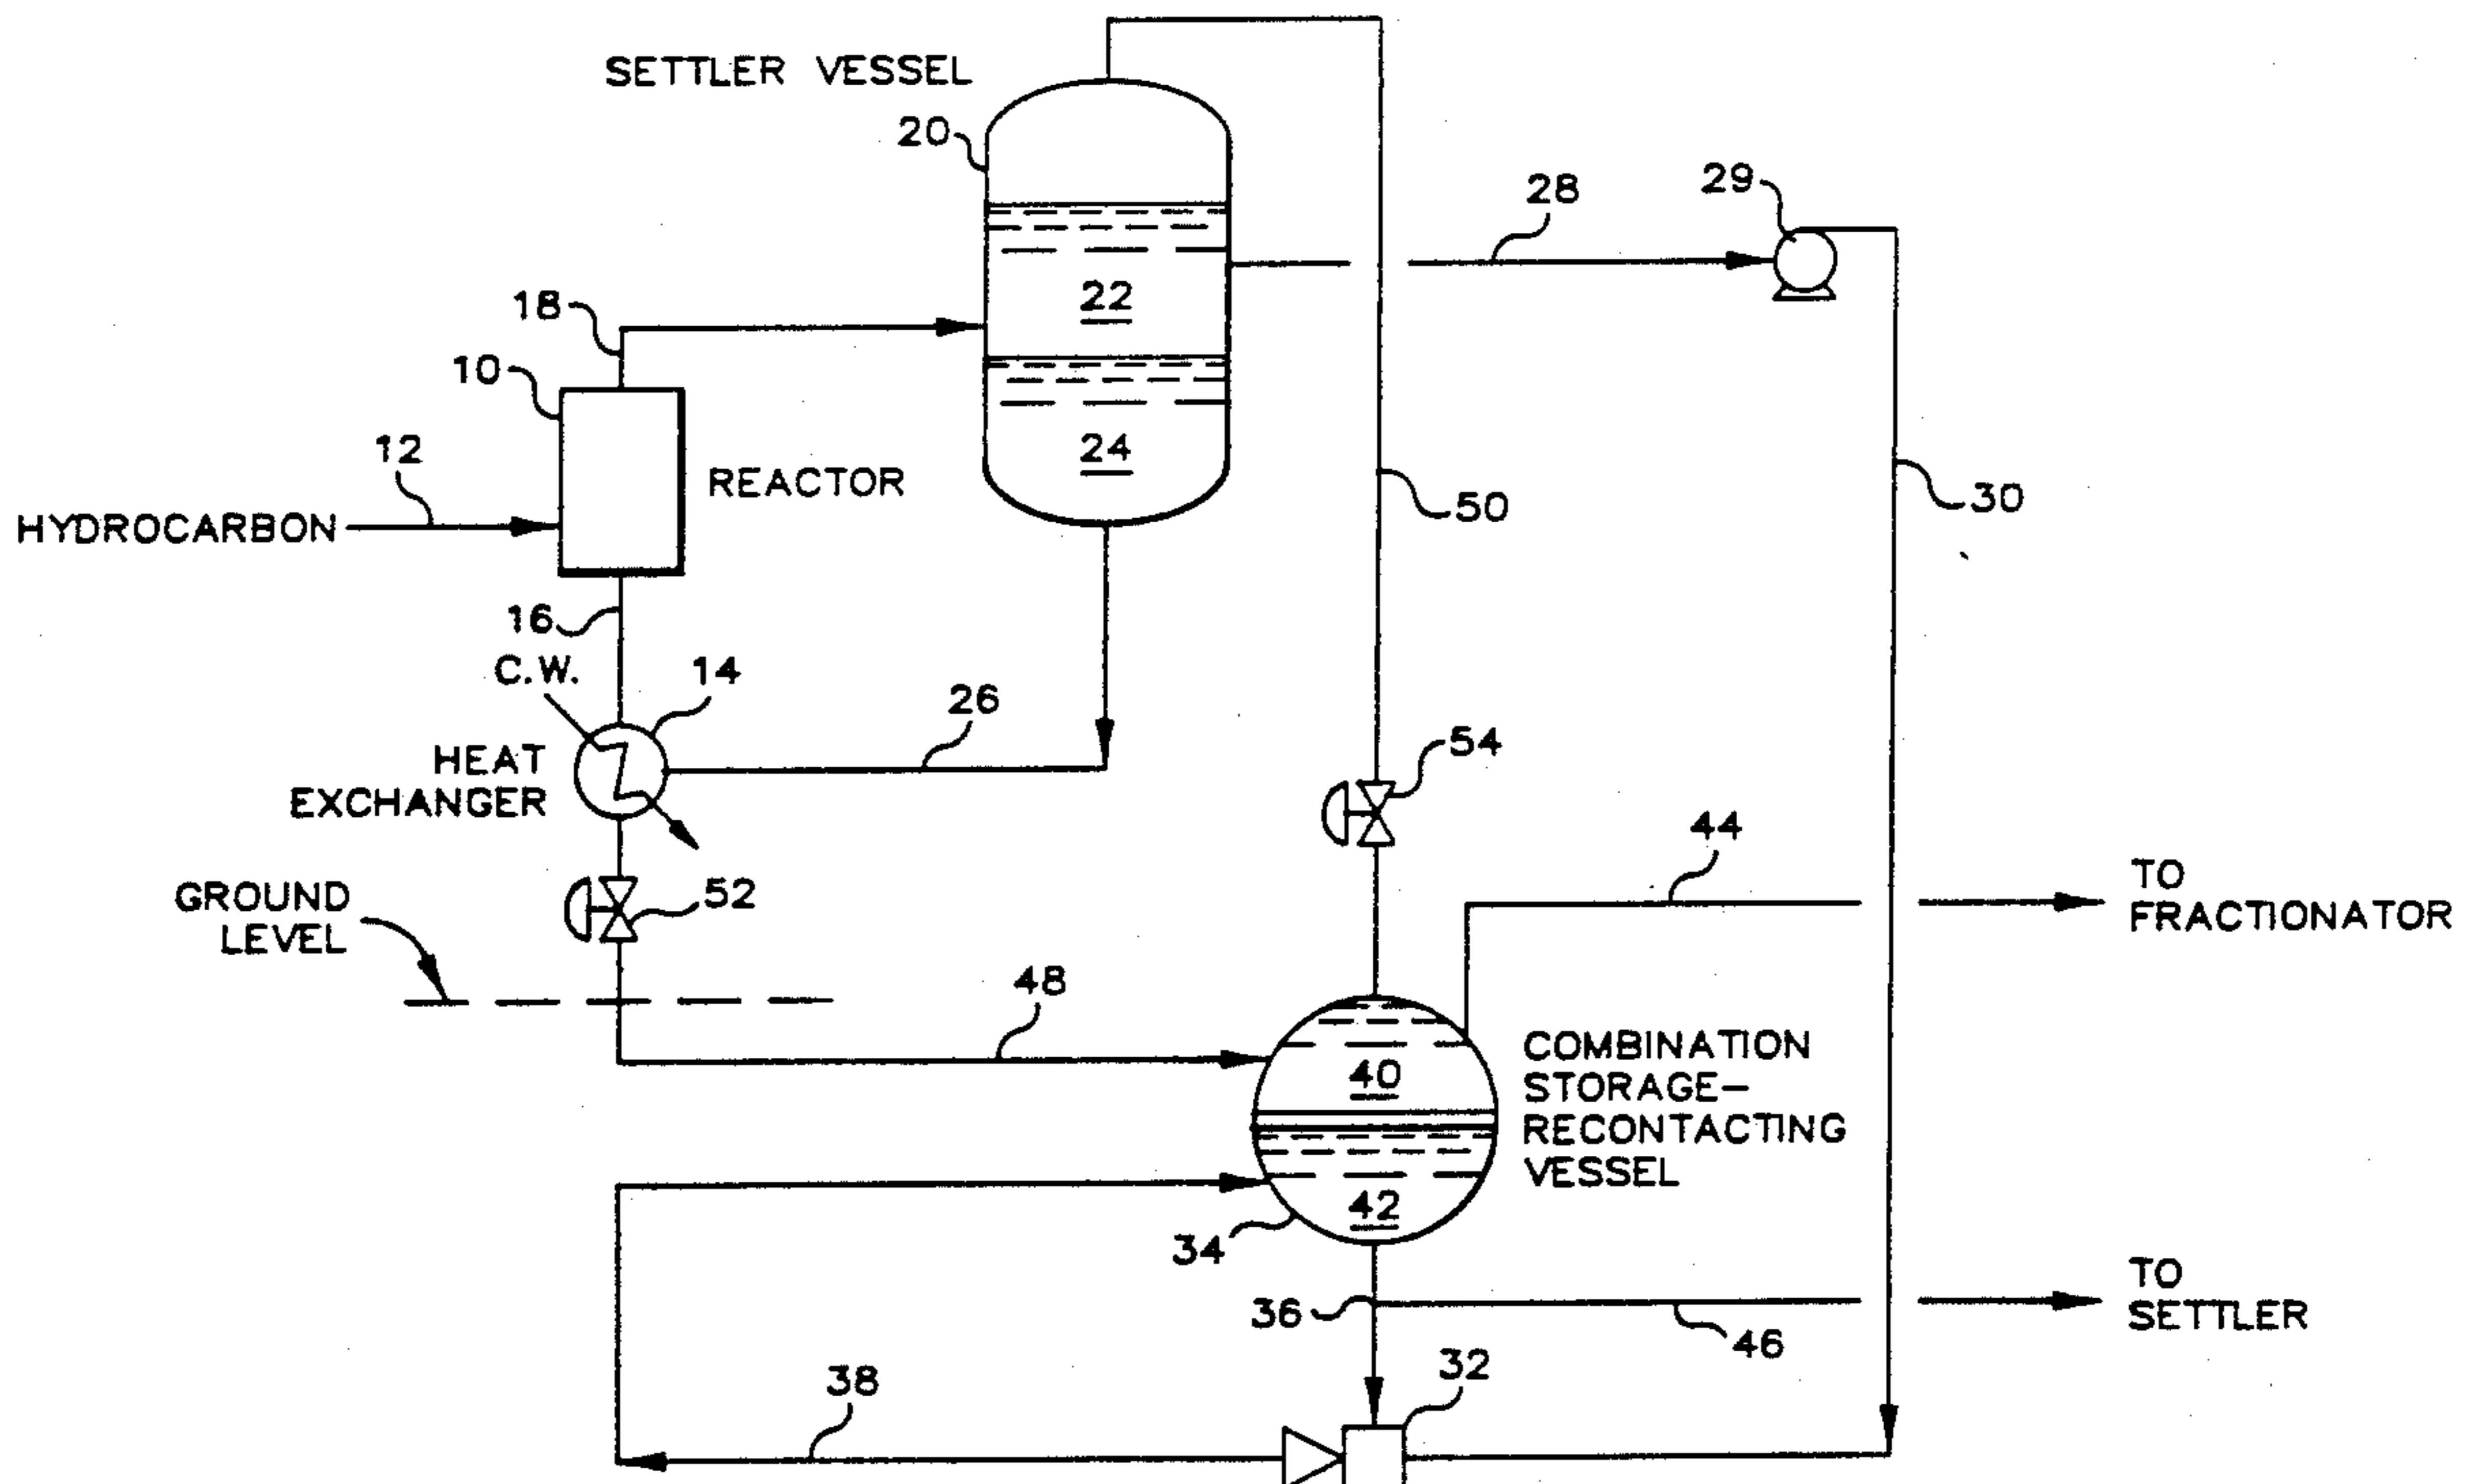 SETTLER VESSEL
20
29
28
22
18
10
12
24
REACTOR
50
30
HYDROCARBON
16
C.W.
14
26
54
HEAT
EXCHANGER
44
52
GROUND
LEVEL
TO
FRACTIONATOR
48
40
COMBINATION
STORAGE-
RECONTACTING
VESSEL
42
34
36
TO
SETTLER
46
32
38